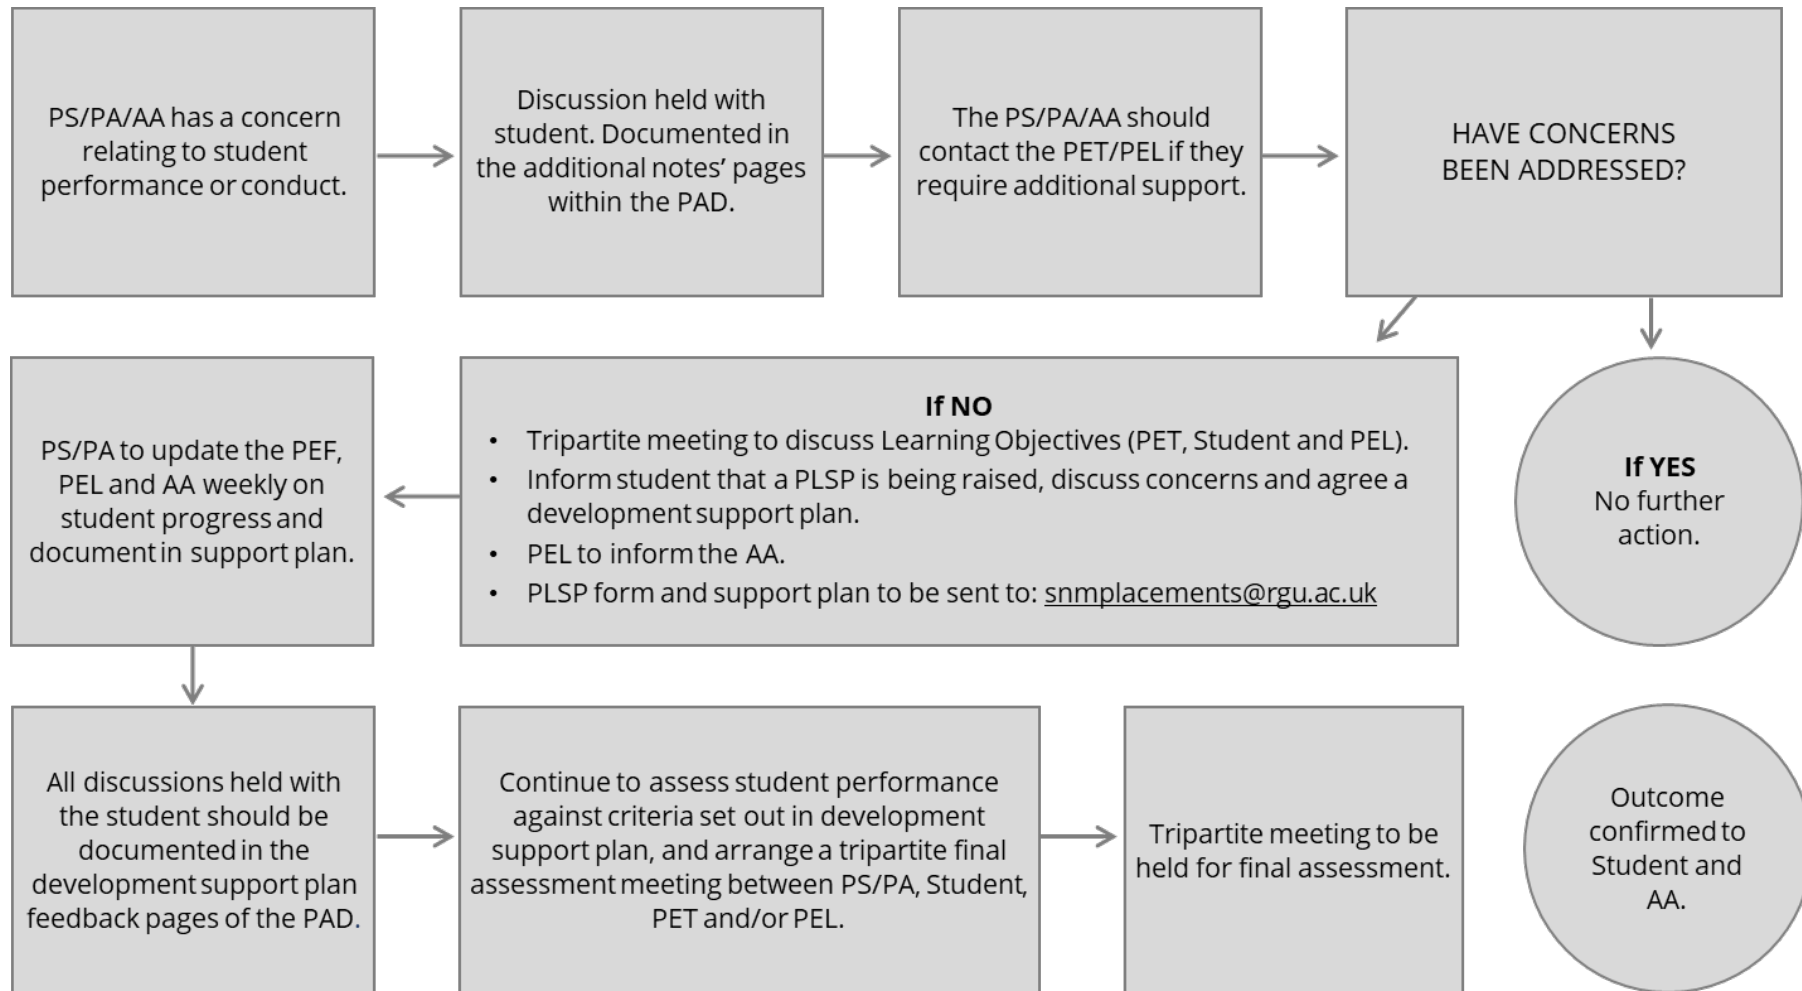 PS/PA/AA has a concern
relating to student
performance or conduct.
Discussion held with
student. Documented in
the additional notes’ pages
within the PAD.
The PS/PA/AA should
contact the PET/PEL if they
require additional support.
HAVE CONCERNS
BEEN ADDRESSED?
PS/PA to update the PEF,
PEL and AA weekly on
student progress and
document in support plan.
If NO
• Tripartite meeting to discuss Learning Objectives (PET, Student and PEL).
• Inform student that a PLSP is being raised, discuss concerns and agree a
development support plan.
• PEL to inform the AA.
• PLSP form and support plan to be sent to: snmplacements@rgu.ac.uk
If YES
No further
action.
All discussions held with
the student should be
documented in the
development support plan
feedback pages of the PAD.
Continue to assess student performance
against criteria set out in development
support plan, and arrange a tripartite final
assessment meeting between PS/PA, Student,
PET and/or PEL.
Tripartite meeting to be
held for final assessment.
Outcome
confirmed to
Student and
AA.